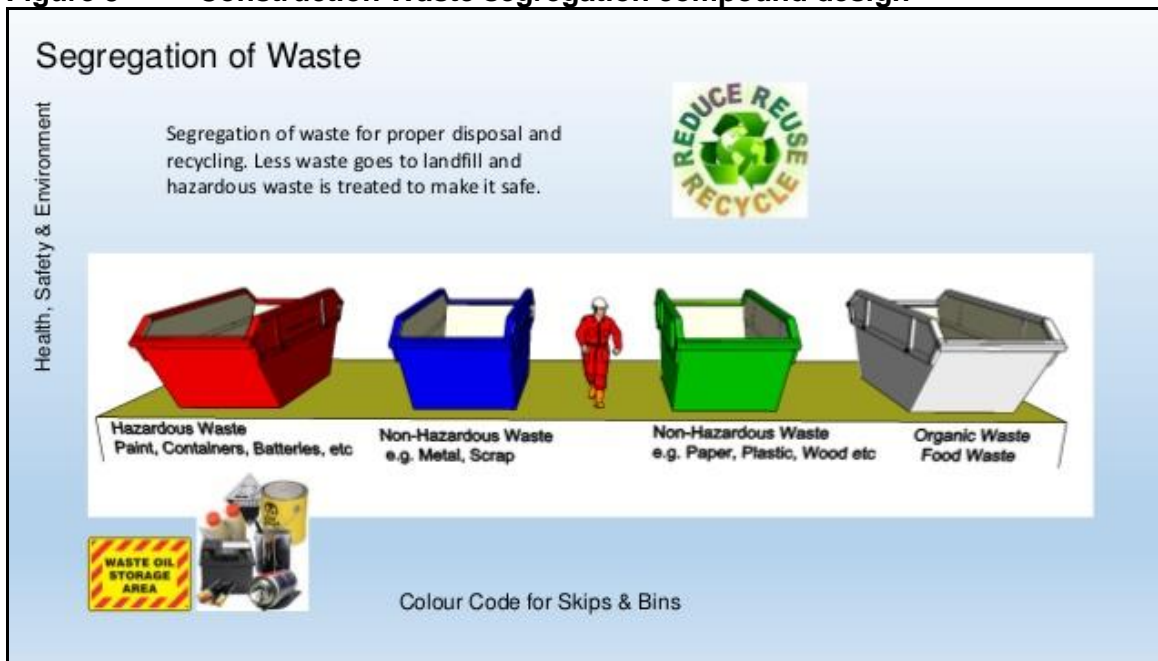 Segregation of Waste
Health, Safety & Environment
Segregation of waste for proper disposal and
recycling. Less waste goes to landfill and
hazardous waste is treated to make it safe.
REDUCE REUSE
RECYCLE
Hazardous Waste
Paint, Containers, Batteries, etc
Non-Hazardous Waste
e.g. Metal, Scrap
Non-Hazardous Waste
e.g. Paper, Plastic, Wood etc
Organic Waste
Food Waste
WASTE OIL
STORAGE
AREA
Colour Code for Skips & Bins